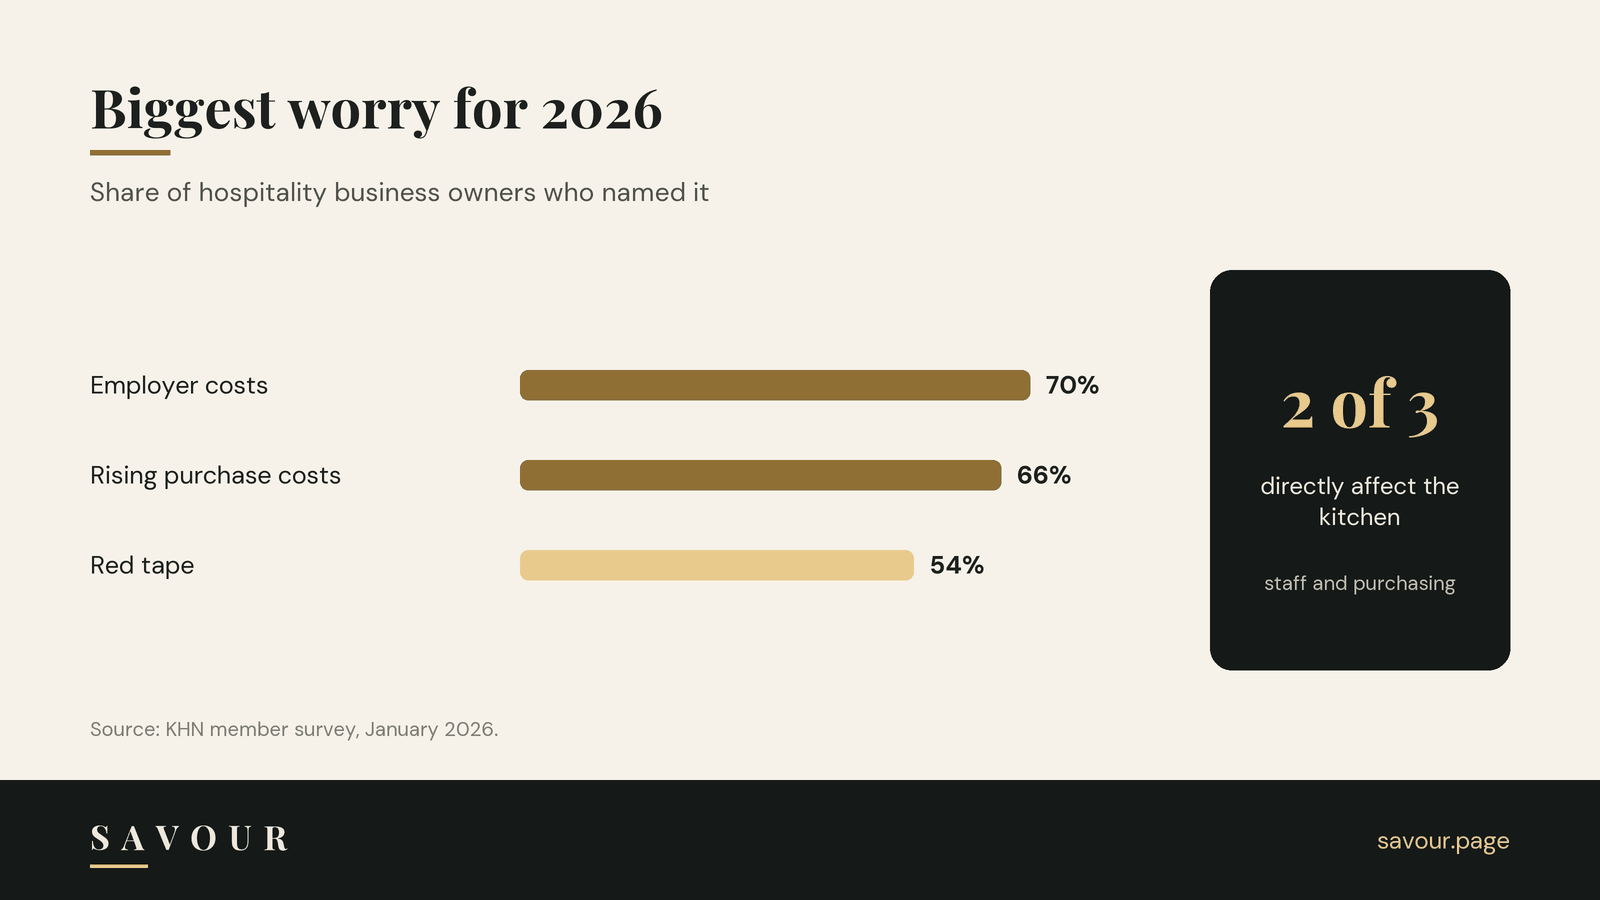 Biggest worry for 2026
Share of hospitality business owners who named it
Employer costs 70%
Rising purchase costs 66%
Red tape 54%
2 of 3
directly affect the
kitchen
staff and purchasing
Source: KHN member survey, January 2026.
SAVOUR
savour.page